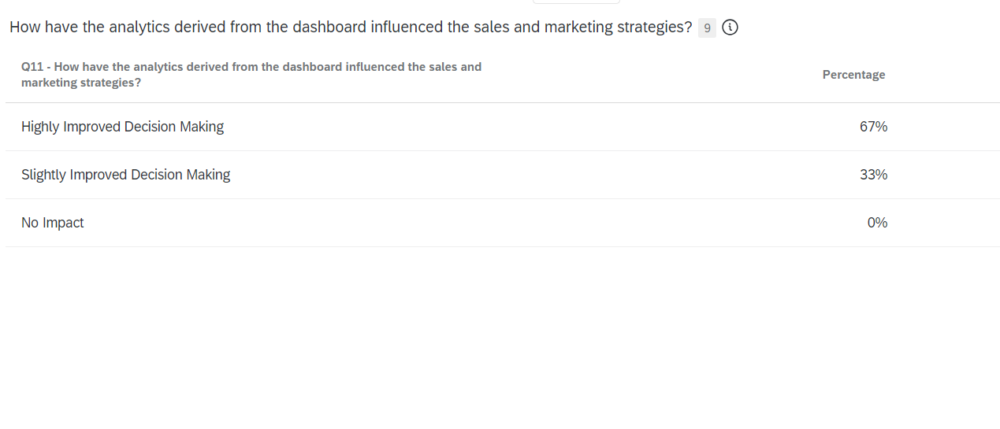 How have the analytics derived from the dashboard influenced the sales and marketing strategies? 9
Q11 - How have the analytics derived from the dashboard influenced the sales and
marketing strategies?
Percentage
Highly Improved Decision Making 67%
Slightly Improved Decision Making 33%
No Impact 0%